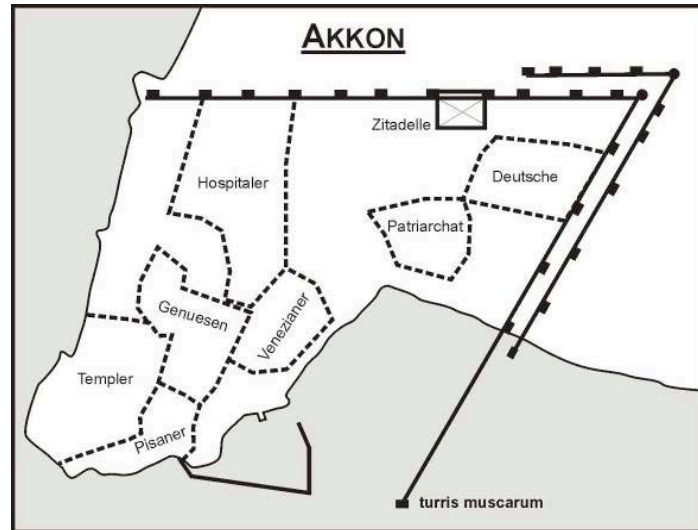 AKKON
Zitadelle
Hospitaler
Deutsche
Patriarchat
Genuesen
Venezianer
Templer
Pisaner
turris muscarum